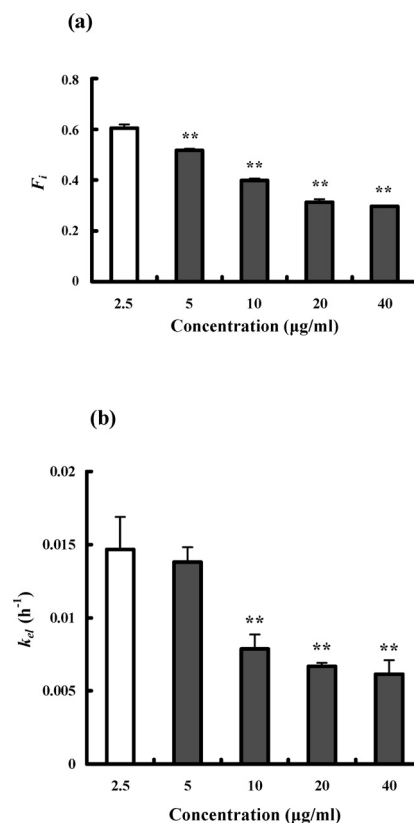 (a)
0.8
0.6
0.4
0.2
0
F_i
** ** ** **
2.5 5 10 20 40
Concentration (µg/ml)
(b)
0.02
0.015
0.01
0.005
0
k_el (h⁻¹)
** ** **
2.5 5 10 20 40
Concentration (µg/ml)